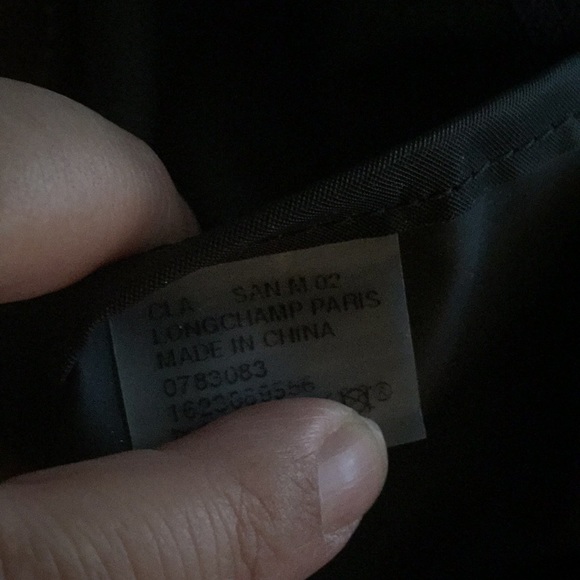 CLA SAN M 02
LONGCHAMP PARIS
MADE IN CHINA
0783083